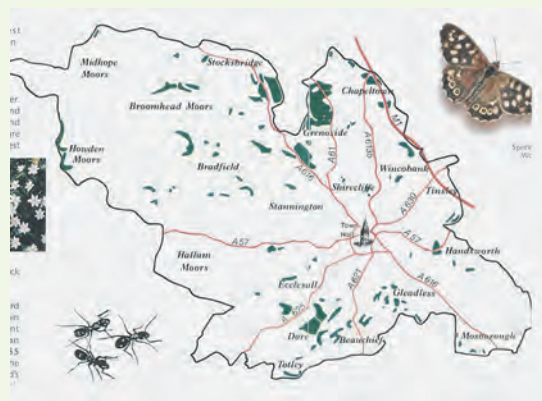 Stocksbridge
Midhope
Moors
Chapeltown
Broomhead Moors
M1
Grenoside
A61
A6135
Howden
Moors
Bradfield
A616
Wincobank
Shirecliffe
Tinsley
Stannington
A630
Town
Hall
A57
A57
Handsworth
Hallam
Moors
Ecclesall
A621
A616
Gleadless
A625
Dore
Beauchief
Mosborough
Totley